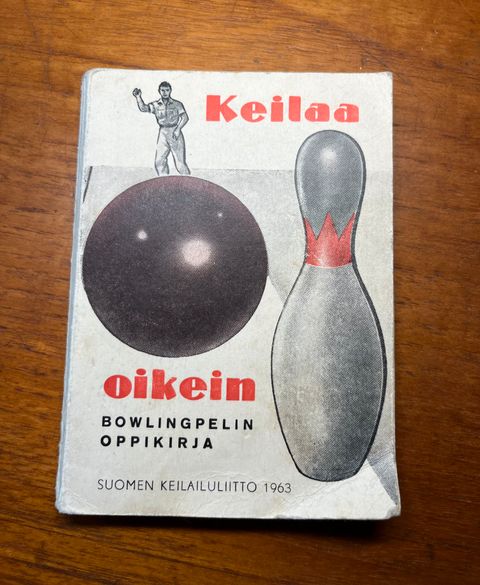 Keilaa
oikein
BOWLINGPELIN
OPPIKIRJA
SUOMEN KEILAILULIITTO 1963